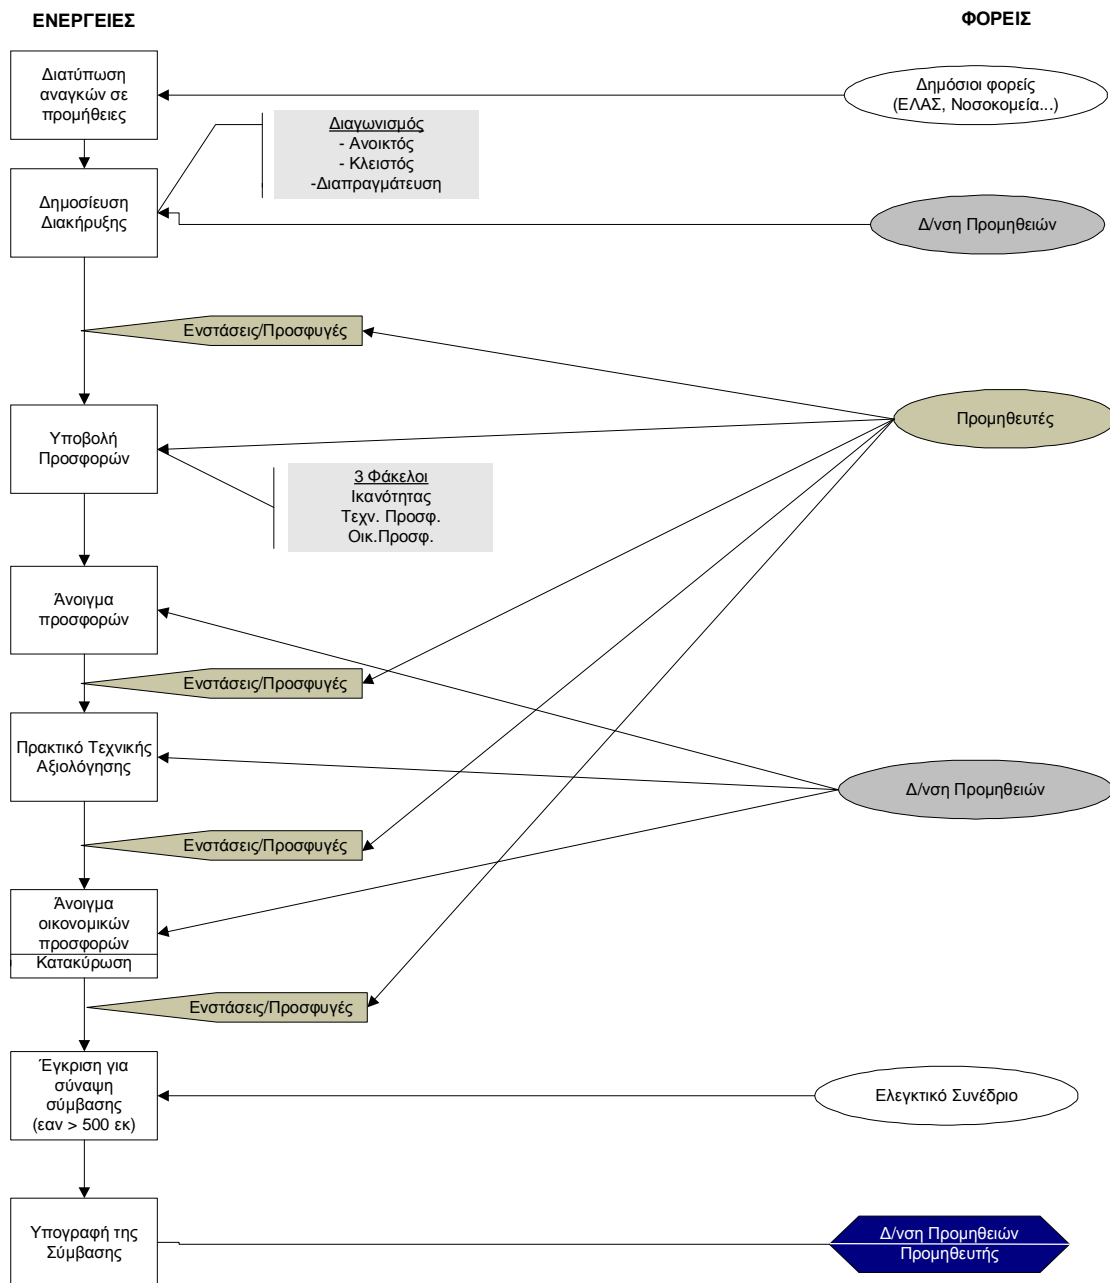 ΕΝΕΡΓΕΙΕΣ
ΦΟΡΕΙΣ
Διατύπωση
αναγκών σε
προμήθειες
Δημόσιοι φορείς
(ΕΛΑΣ, Νοσοκομεία...)
Διαγωνισμός
- Ανοικτός
- Κλειστός
-Διαπραγμάτευση
Δημοσίευση
Διακήρυξης
Δ/νση Προμηθειών
Ενστάσεις/Προσφυγές
Προμηθευτές
Υποβολή
Προσφορών
3 Φάκελοι
Ικανότητας
Τεχν. Προσφ.
Οικ.Προσφ.
Άνοιγμα
προσφορών
Ενστάσεις/Προσφυγές
Πρακτικό Τεχνικής
Αξιολόγησης
Δ/νση Προμηθειών
Ενστάσεις/Προσφυγές
Άνοιγμα
οικονομικών
προσφορών
Κατακύρωση
Ενστάσεις/Προσφυγές
Έγκριση για
σύναψη
σύμβασης
(εαν > 500 εκ)
Ελεγκτικό Συνέδριο
Υπογραφή της
Σύμβασης
Δ/νση Προμηθειών
Προμηθευτής